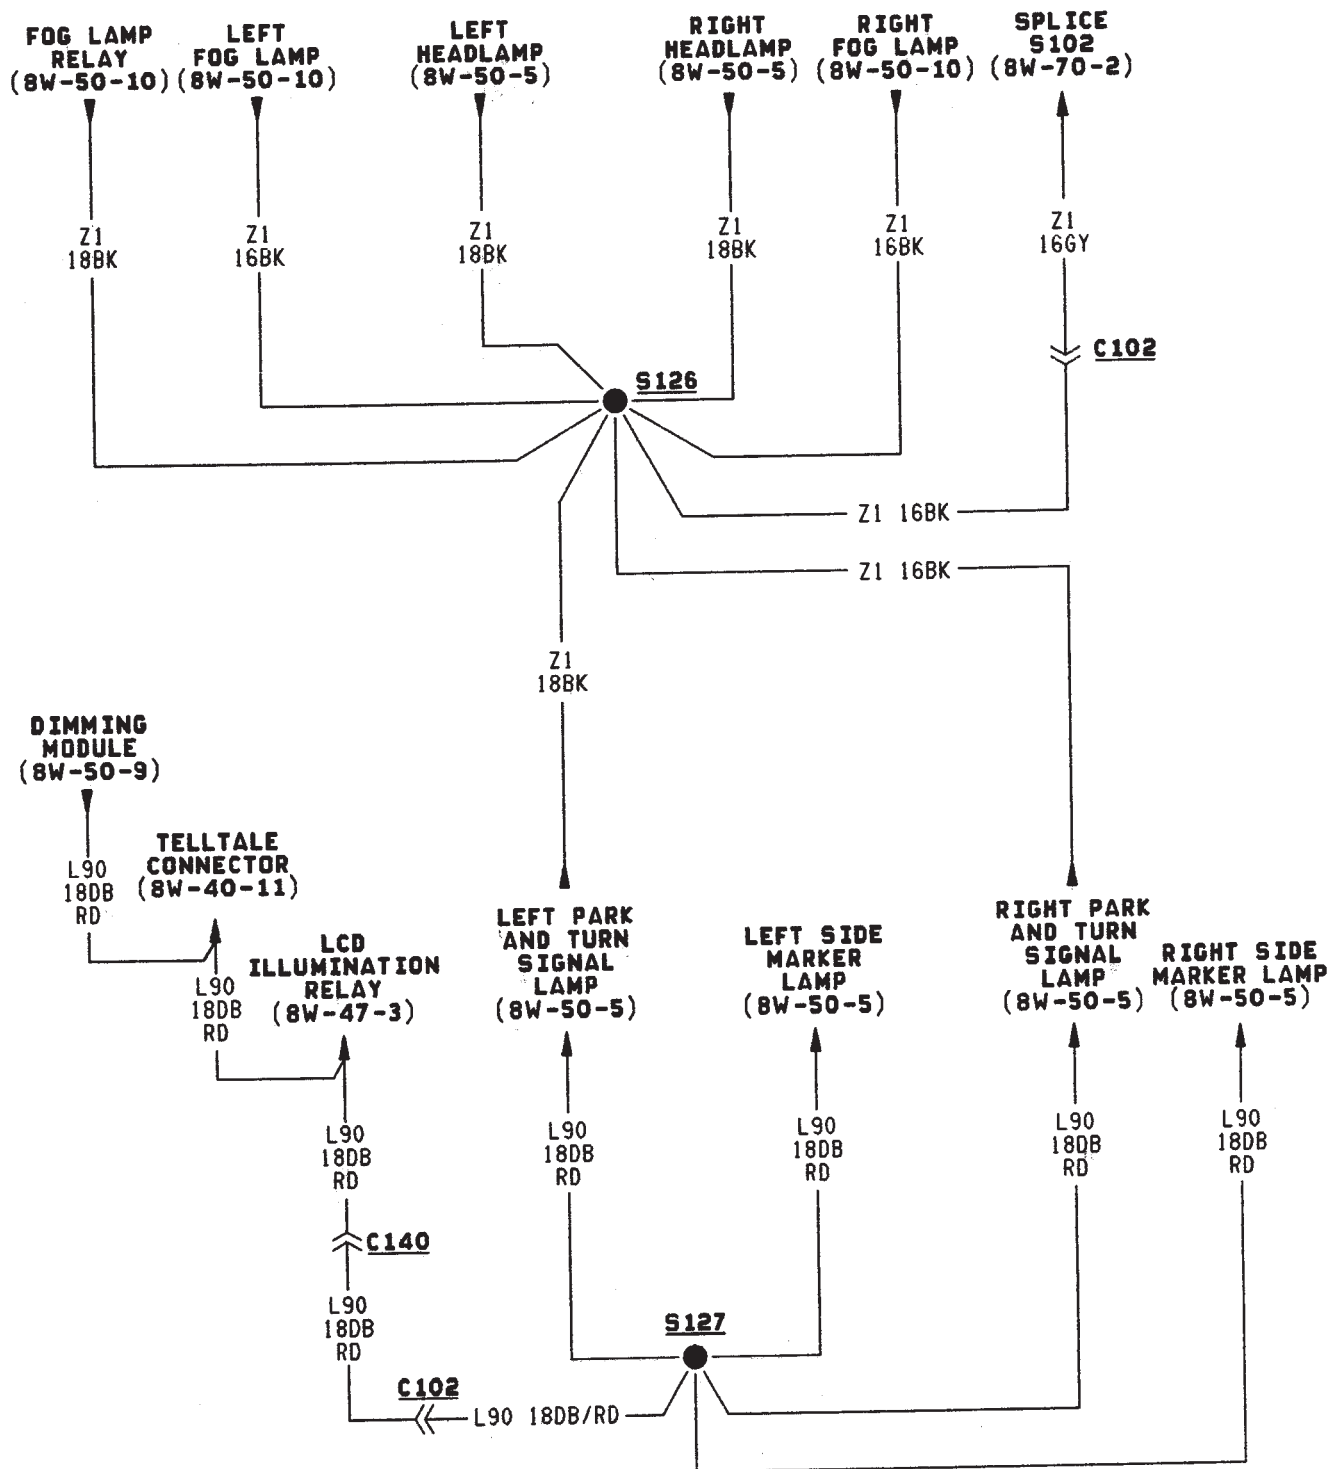 FOG LAMP
RELAY
(8W-50-10)
LEFT
FOG LAMP
(8W-50-10)
LEFT
HEADLAMP
(8W-50-5)
RIGHT
HEADLAMP
(8W-50-5)
RIGHT
FOG LAMP
(8W-50-10)
SPLICE
S102
(8W-70-2)
Z1
18BK
Z1
16BK
Z1
18BK
Z1
18BK
Z1
16BK
Z1
16GY
C102
S126
Z1 16BK
Z1 16BK
Z1
18BK
DIMMING
MODULE
(8W-50-9)
L90
18DB
RD
TELLTALE
CONNECTOR
(8W-40-11)
L90
18DB
RD
LCD
ILLUMINATION
RELAY
(8W-47-3)
LEFT PARK
AND TURN
SIGNAL
LAMP
(8W-50-5)
LEFT SIDE
MARKER
LAMP
(8W-50-5)
RIGHT PARK
AND TURN
SIGNAL
LAMP
(8W-50-5)
RIGHT SIDE
MARKER LAMP
(8W-50-5)
L90
18DB
RD
L90
18DB
RD
L90
18DB
RD
L90
18DB
RD
L90
18DB
RD
C140
L90
18DB
RD
S127
C102
L90 18DB/RD